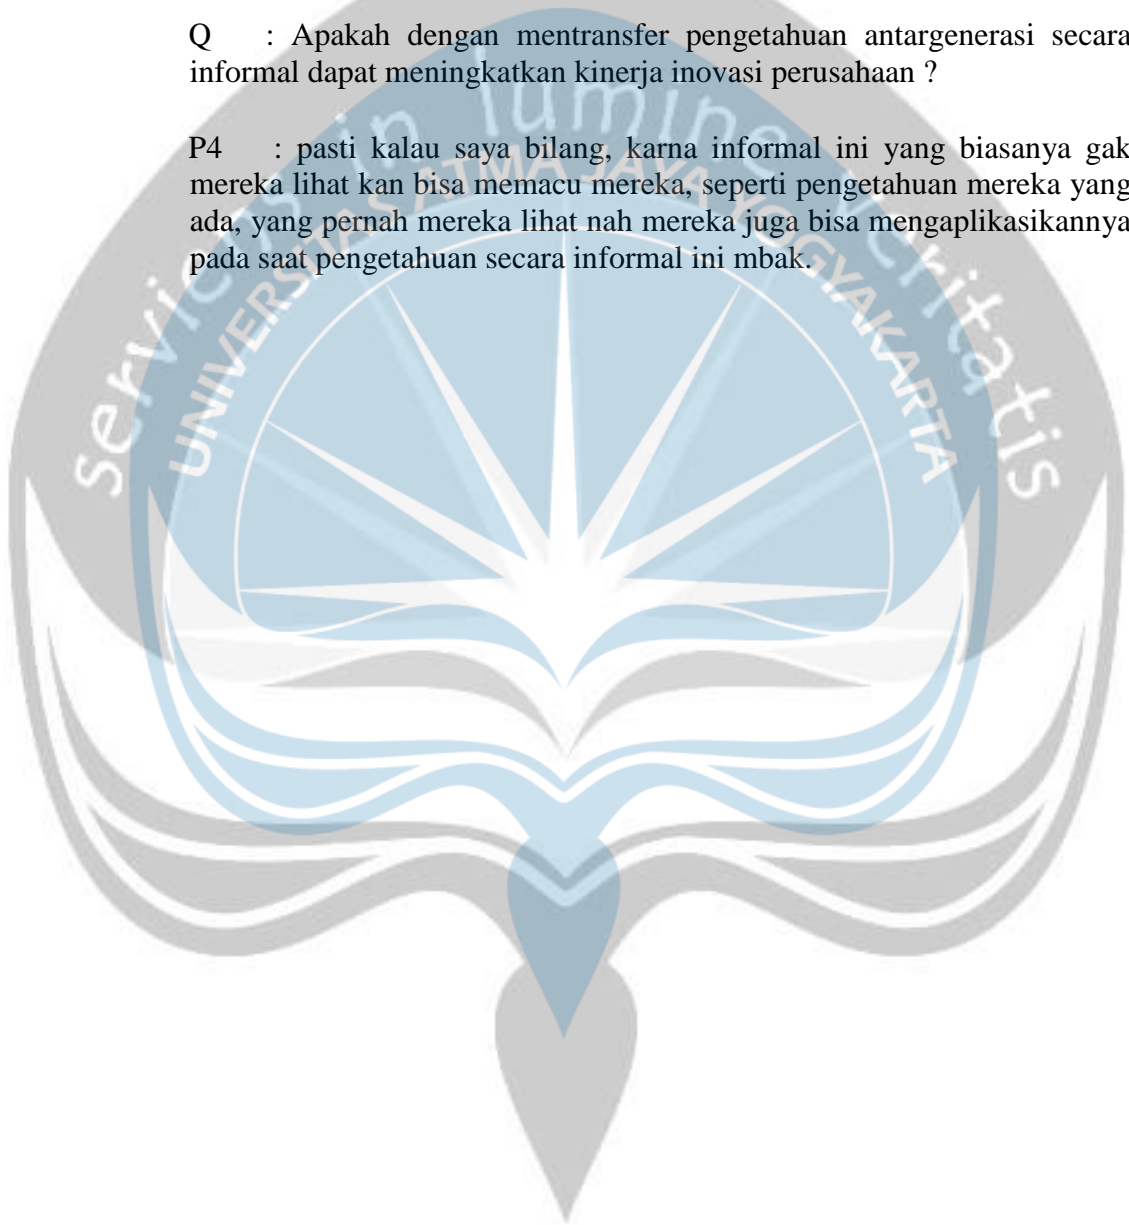 Q : Apakah dengan mentransfer pengetahuan antargenerasi secara
informal dapat meningkatkan kinerja inovasi perusahaan ?
P4 : pasti kalau saya bilang, karna informal ini yang biasanya gak
mereka lihat kan bisa memacu mereka, seperti pengetahuan mereka yang
ada, yang pernah mereka lihat nah mereka juga bisa mengaplikasikannya
pada saat pengetahuan secara informal ini mbak.
serviens in lumine veritatis
UNIVERSITAS ATMA JAYA YOGYAKARTA